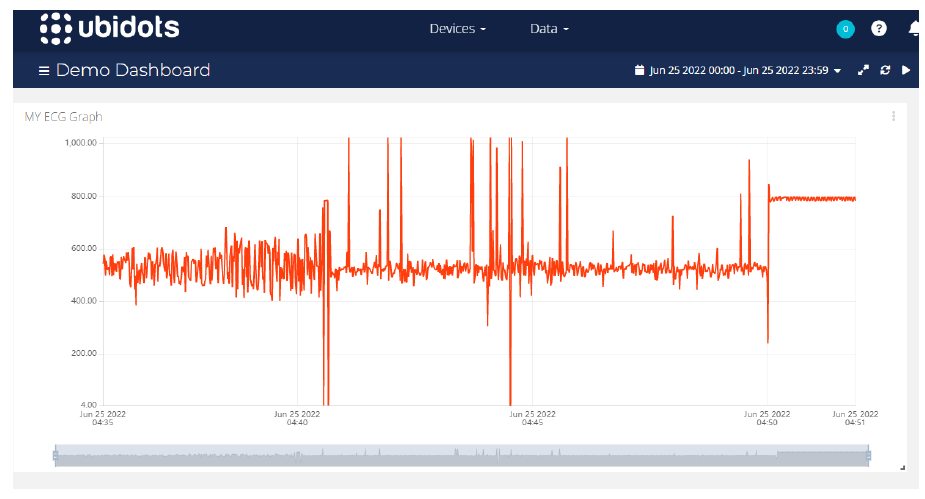 ubidots
Devices
Data
0
?
Demo Dashboard
Jun 25 2022 00:00 - Jun 25 2022 23:59
MY ECG Graph
1,000.00
800.00
600.00
400.00
200.00
4.00
Jun 25 2022 Jun 25 2022 Jun 25 2022 Jun 25 2022 Jun 25 2022
04:35 04:40 04:45 04:50 04:51